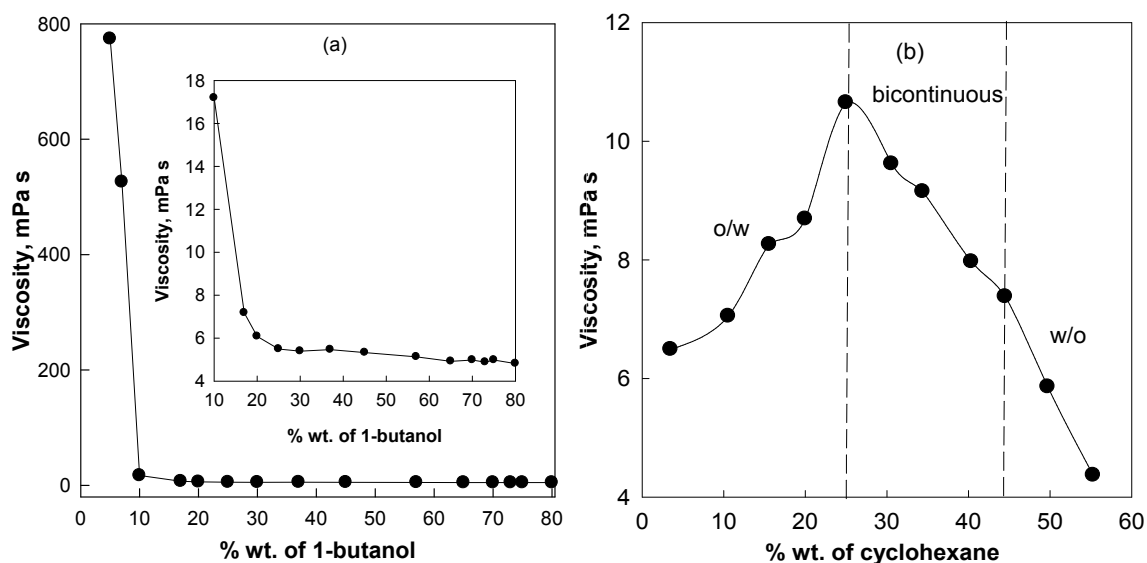 (a)
Viscosity, mPa s
800
600
400
200
0
0 10 20 30 40 50 60 70 80
% wt. of 1-butanol
Viscosity, mPa s
18
16
14
12
10
8
6
4
10 20 30 40 50 60 70 80
% wt. of 1-butanol
(b)
bicontinuous
o/w
w/o
Viscosity, mPa s
12
10
8
6
4
0 10 20 30 40 50 60
% wt. of cyclohexane